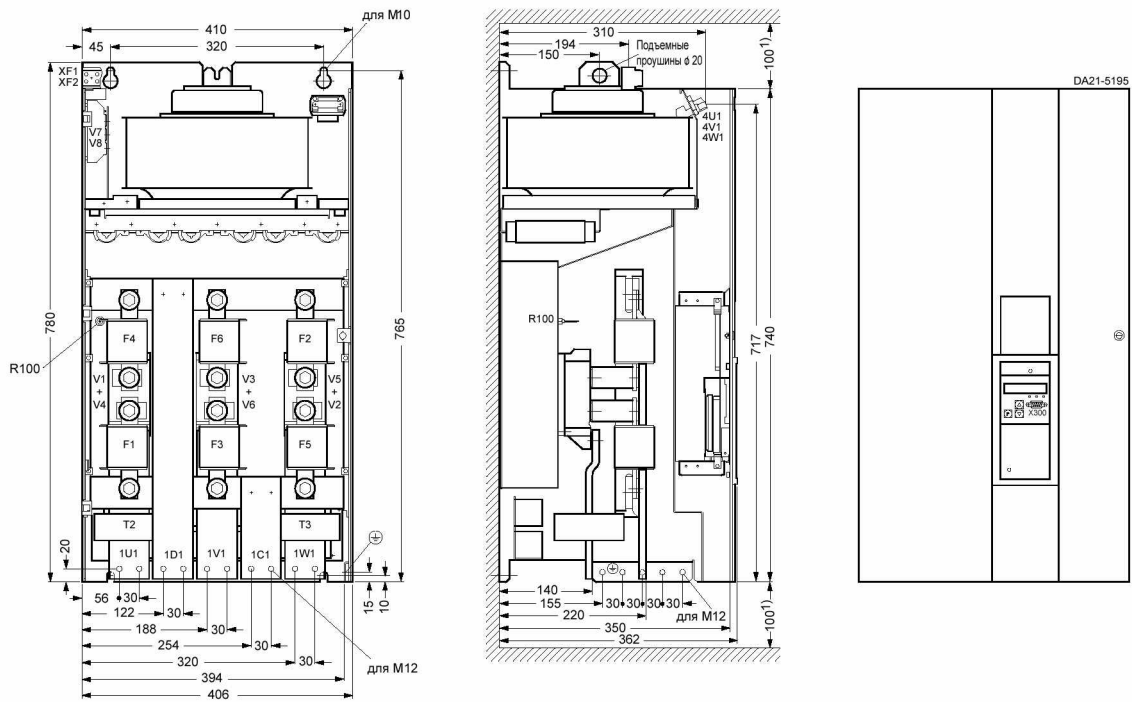 410
для М10
45
320
XF1
XF2
V7
V8
780
765
F4
F6
F2
R100
V1
+
V4
V3
+
V6
V5
+
V2
F1
F3
F5
T2
T3
1U1
1D1
1V1
1C1
1W1
20
56
30
122
30
188
30
254
30
320
30
394
406
15
10
для М12
310
194
150
Подъемные
проушины ϕ 20
100¹⁾
4U1
4V1
4W1
R100
717
740
140
155
30
30
30
30
220
для М12
350
362
100¹⁾
DA21-5195
P
X300